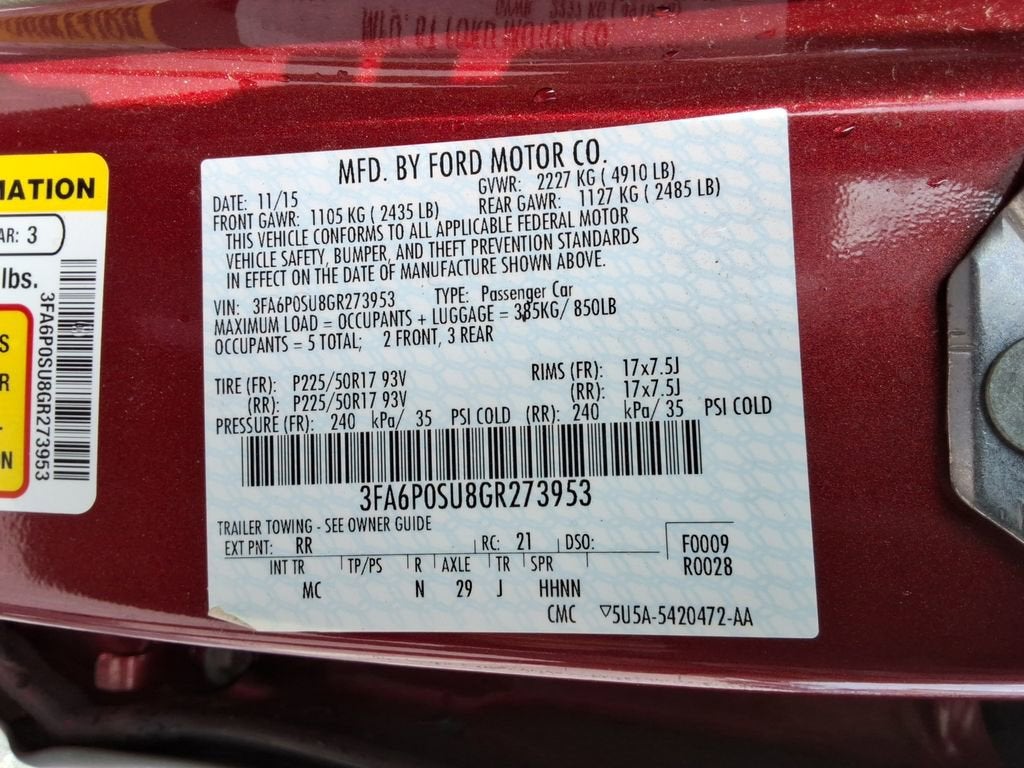 MATION
AR: 3
lbs.
3FA6P0SU8GR273953
S
R
N
MFD. BY FORD MOTOR CO.
DATE: 11/15 GVWR: 2227 KG ( 4910 LB)
FRONT GAWR: 1105 KG ( 2435 LB) REAR GAWR: 1127 KG ( 2485 LB)
THIS VEHICLE CONFORMS TO ALL APPLICABLE FEDERAL MOTOR
VEHICLE SAFETY, BUMPER, AND THEFT PREVENTION STANDARDS
IN EFFECT ON THE DATE OF MANUFACTURE SHOWN ABOVE.
VIN: 3FA6P0SU8GR273953 TYPE: Passenger Car
MAXIMUM LOAD = OCCUPANTS + LUGGAGE = 385KG/ 850LB
OCCUPANTS = 5 TOTAL; 2 FRONT, 3 REAR
TIRE (FR): P225/50R17 93V RIMS (FR): 17x7.5J
(RR): P225/50R17 93V (RR): 17x7.5J
PRESSURE (FR): 240 kPa/ 35 PSI COLD (RR): 240 kPa/ 35 PSI COLD
3FA6P0SU8GR273953
TRAILER TOWING - SEE OWNER GUIDE
EXT PNT: RR RC: 21 DSO: F0009
INT TR TP/PS R AXLE TR SPR R0028
MC N 29 J HHNN
CMC ▽5U5A-5420472-AA